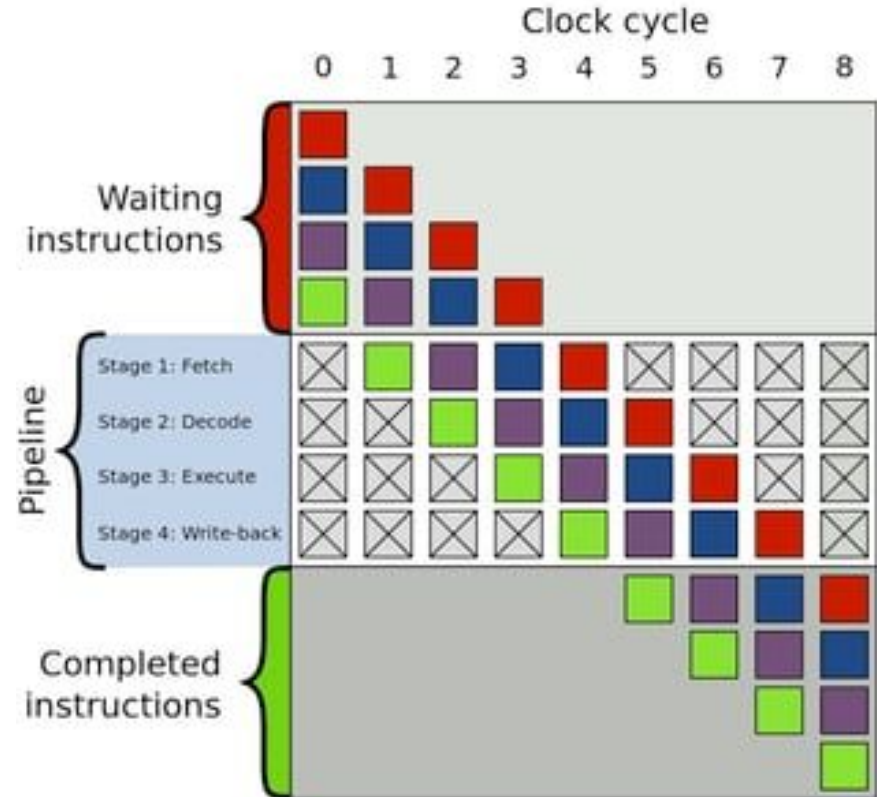 Clock cycle
0 1 2 3 4 5 6 7 8
Waiting
instructions
Pipeline
Stage 1: Fetch
Stage 2: Decode
Stage 3: Execute
Stage 4: Write-back
Completed
instructions